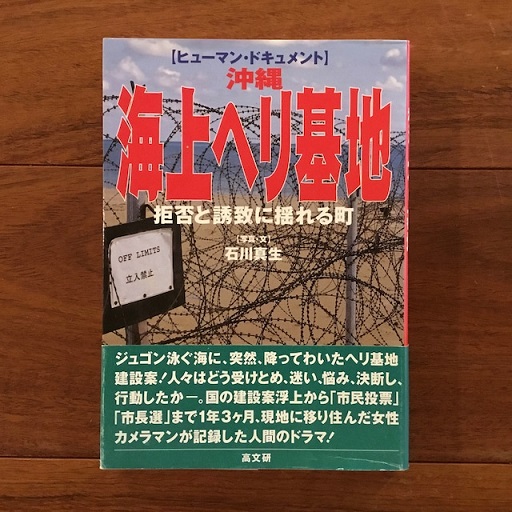 【ヒューマン・ドキュメント】
沖縄
海上ヘリ基地
拒否と誘致に揺れる町
[写真・文]
石川真生
OFF LIMITS
立入禁止
ジュゴン泳ぐ海に、突然、降ってわいたヘリ基地
建設案!人々はどう受けとめ、迷い、悩み、決断し、
行動したか―。国の建設案浮上から「市民投票」
「市長選」まで1年3ヶ月、現地に移り住んだ女性
カメラマンが記録した人間のドラマ!
高文研